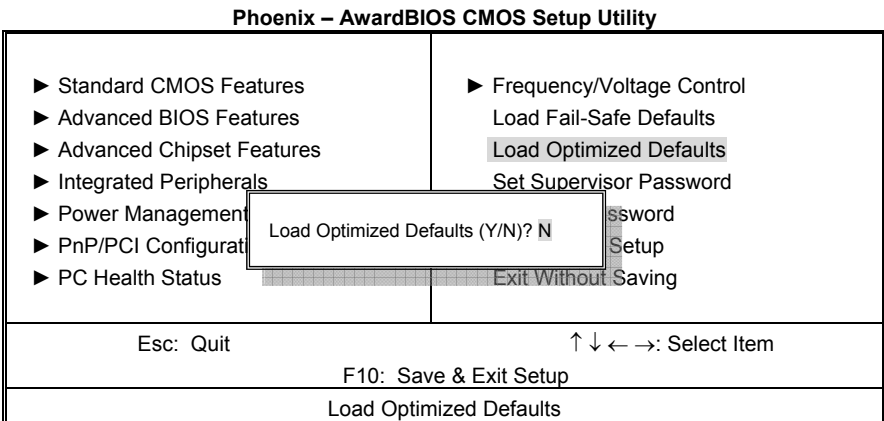 Phoenix – AwardBIOS CMOS Setup Utility
► Standard CMOS Features
► Advanced BIOS Features
► Advanced Chipset Features
► Integrated Peripherals
► Power Management
► PnP/PCI Configurati
► PC Health Status
► Frequency/Voltage Control
Load Fail-Safe Defaults
Load Optimized Defaults
Set Supervisor Password
ssword
Setup
Exit Without Saving
Load Optimized Defaults (Y/N)? N
Esc: Quit
↑ ↓ ← →: Select Item
F10: Save & Exit Setup
Load Optimized Defaults